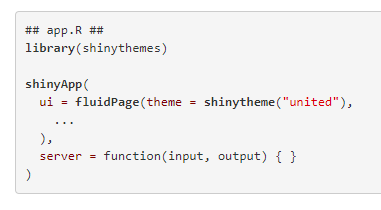 ## app.R ##
library(shinythemes)

shinyApp(
  ui = fluidPage(theme = shinytheme("united"),
    ...
  ),
  server = function(input, output) { }
)